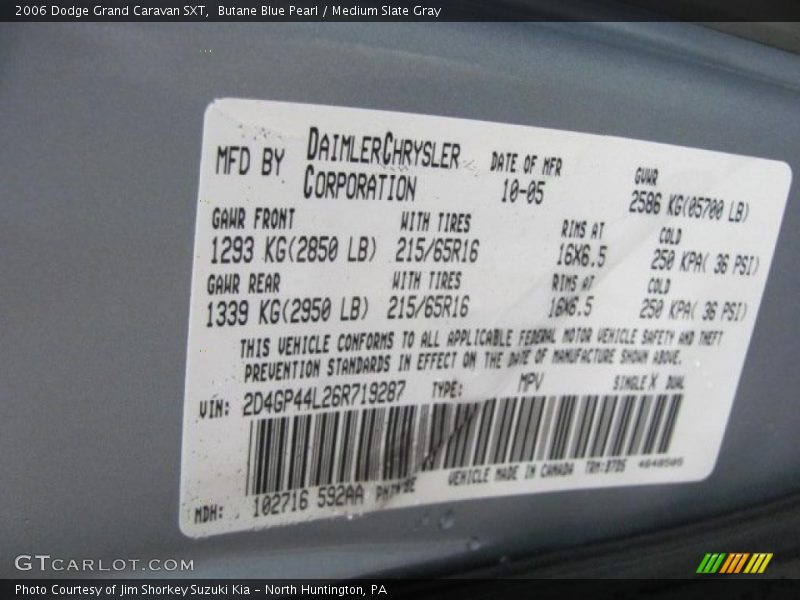 2006 Dodge Grand Caravan SXT, Butane Blue Pearl / Medium Slate Gray
MFD BY DAIMLERCHRYSLER CORPORATION DATE OF MFR 10-05 GVWR 2586 KG(05700 LB)
GAWR FRONT WITH TIRES RIMS AT COLD
1293 KG(2850 LB) 215/65R16 16X6.5 250 KPA( 36 PSI)
GAWR REAR WITH TIRES RIMS AT COLD
1339 KG(2950 LB) 215/65R16 16X6.5 250 KPA( 36 PSI)
THIS VEHICLE CONFORMS TO ALL APPLICABLE FEDERAL MOTOR VEHICLE SAFETY AND THEFT
PREVENTION STANDARDS IN EFFECT ON THE DATE OF MANUFACTURE SHOWN ABOVE.
VIN: 2D4GP44L26R719287 TYPE: MPV SINGLE X DUAL
VEHICLE MADE IN CANADA
MDH: 102716 592AA
GTCARLOT.COM
Photo Courtesy of Jim Shorkey Suzuki Kia - North Huntington, PA